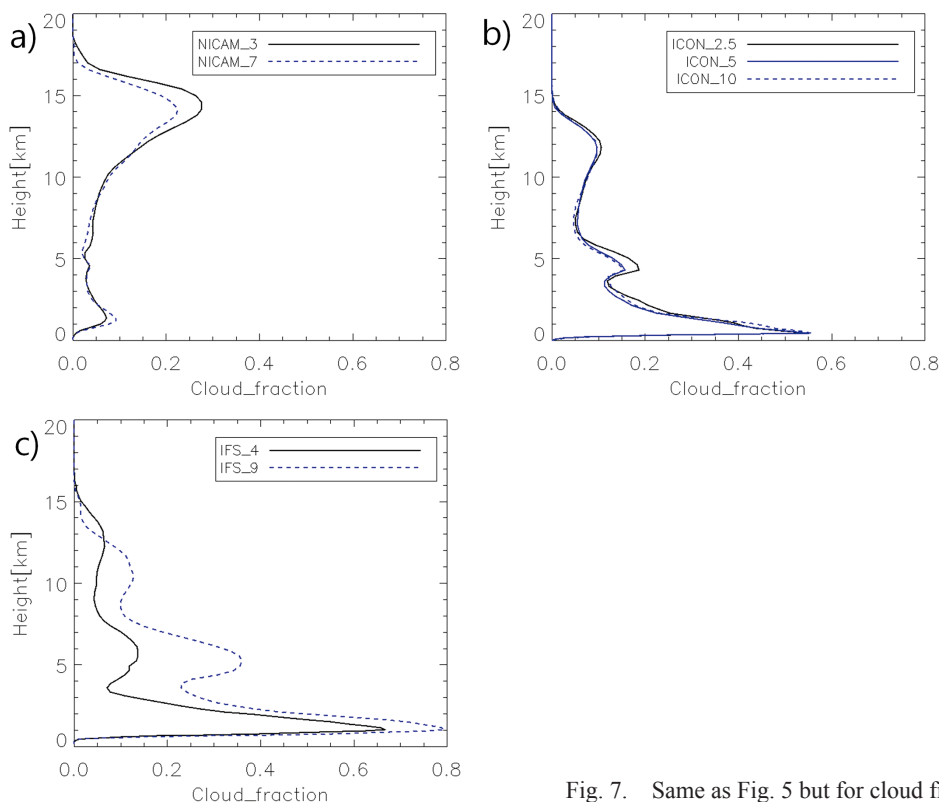 a)
NICAM_3
NICAM_7
20
15
10
5
0
Height[km]
0.0 0.2 0.4 0.6 0.8
Cloud_fraction
b)
ICON_2.5
ICON_5
ICON_10
20
15
10
5
0
Height[km]
0.0 0.2 0.4 0.6 0.8
Cloud_fraction
c)
IFS_4
IFS_9
20
15
10
5
0
Height[km]
0.0 0.2 0.4 0.6 0.8
Cloud_fraction
Fig. 7. Same as Fig. 5 but for cloud